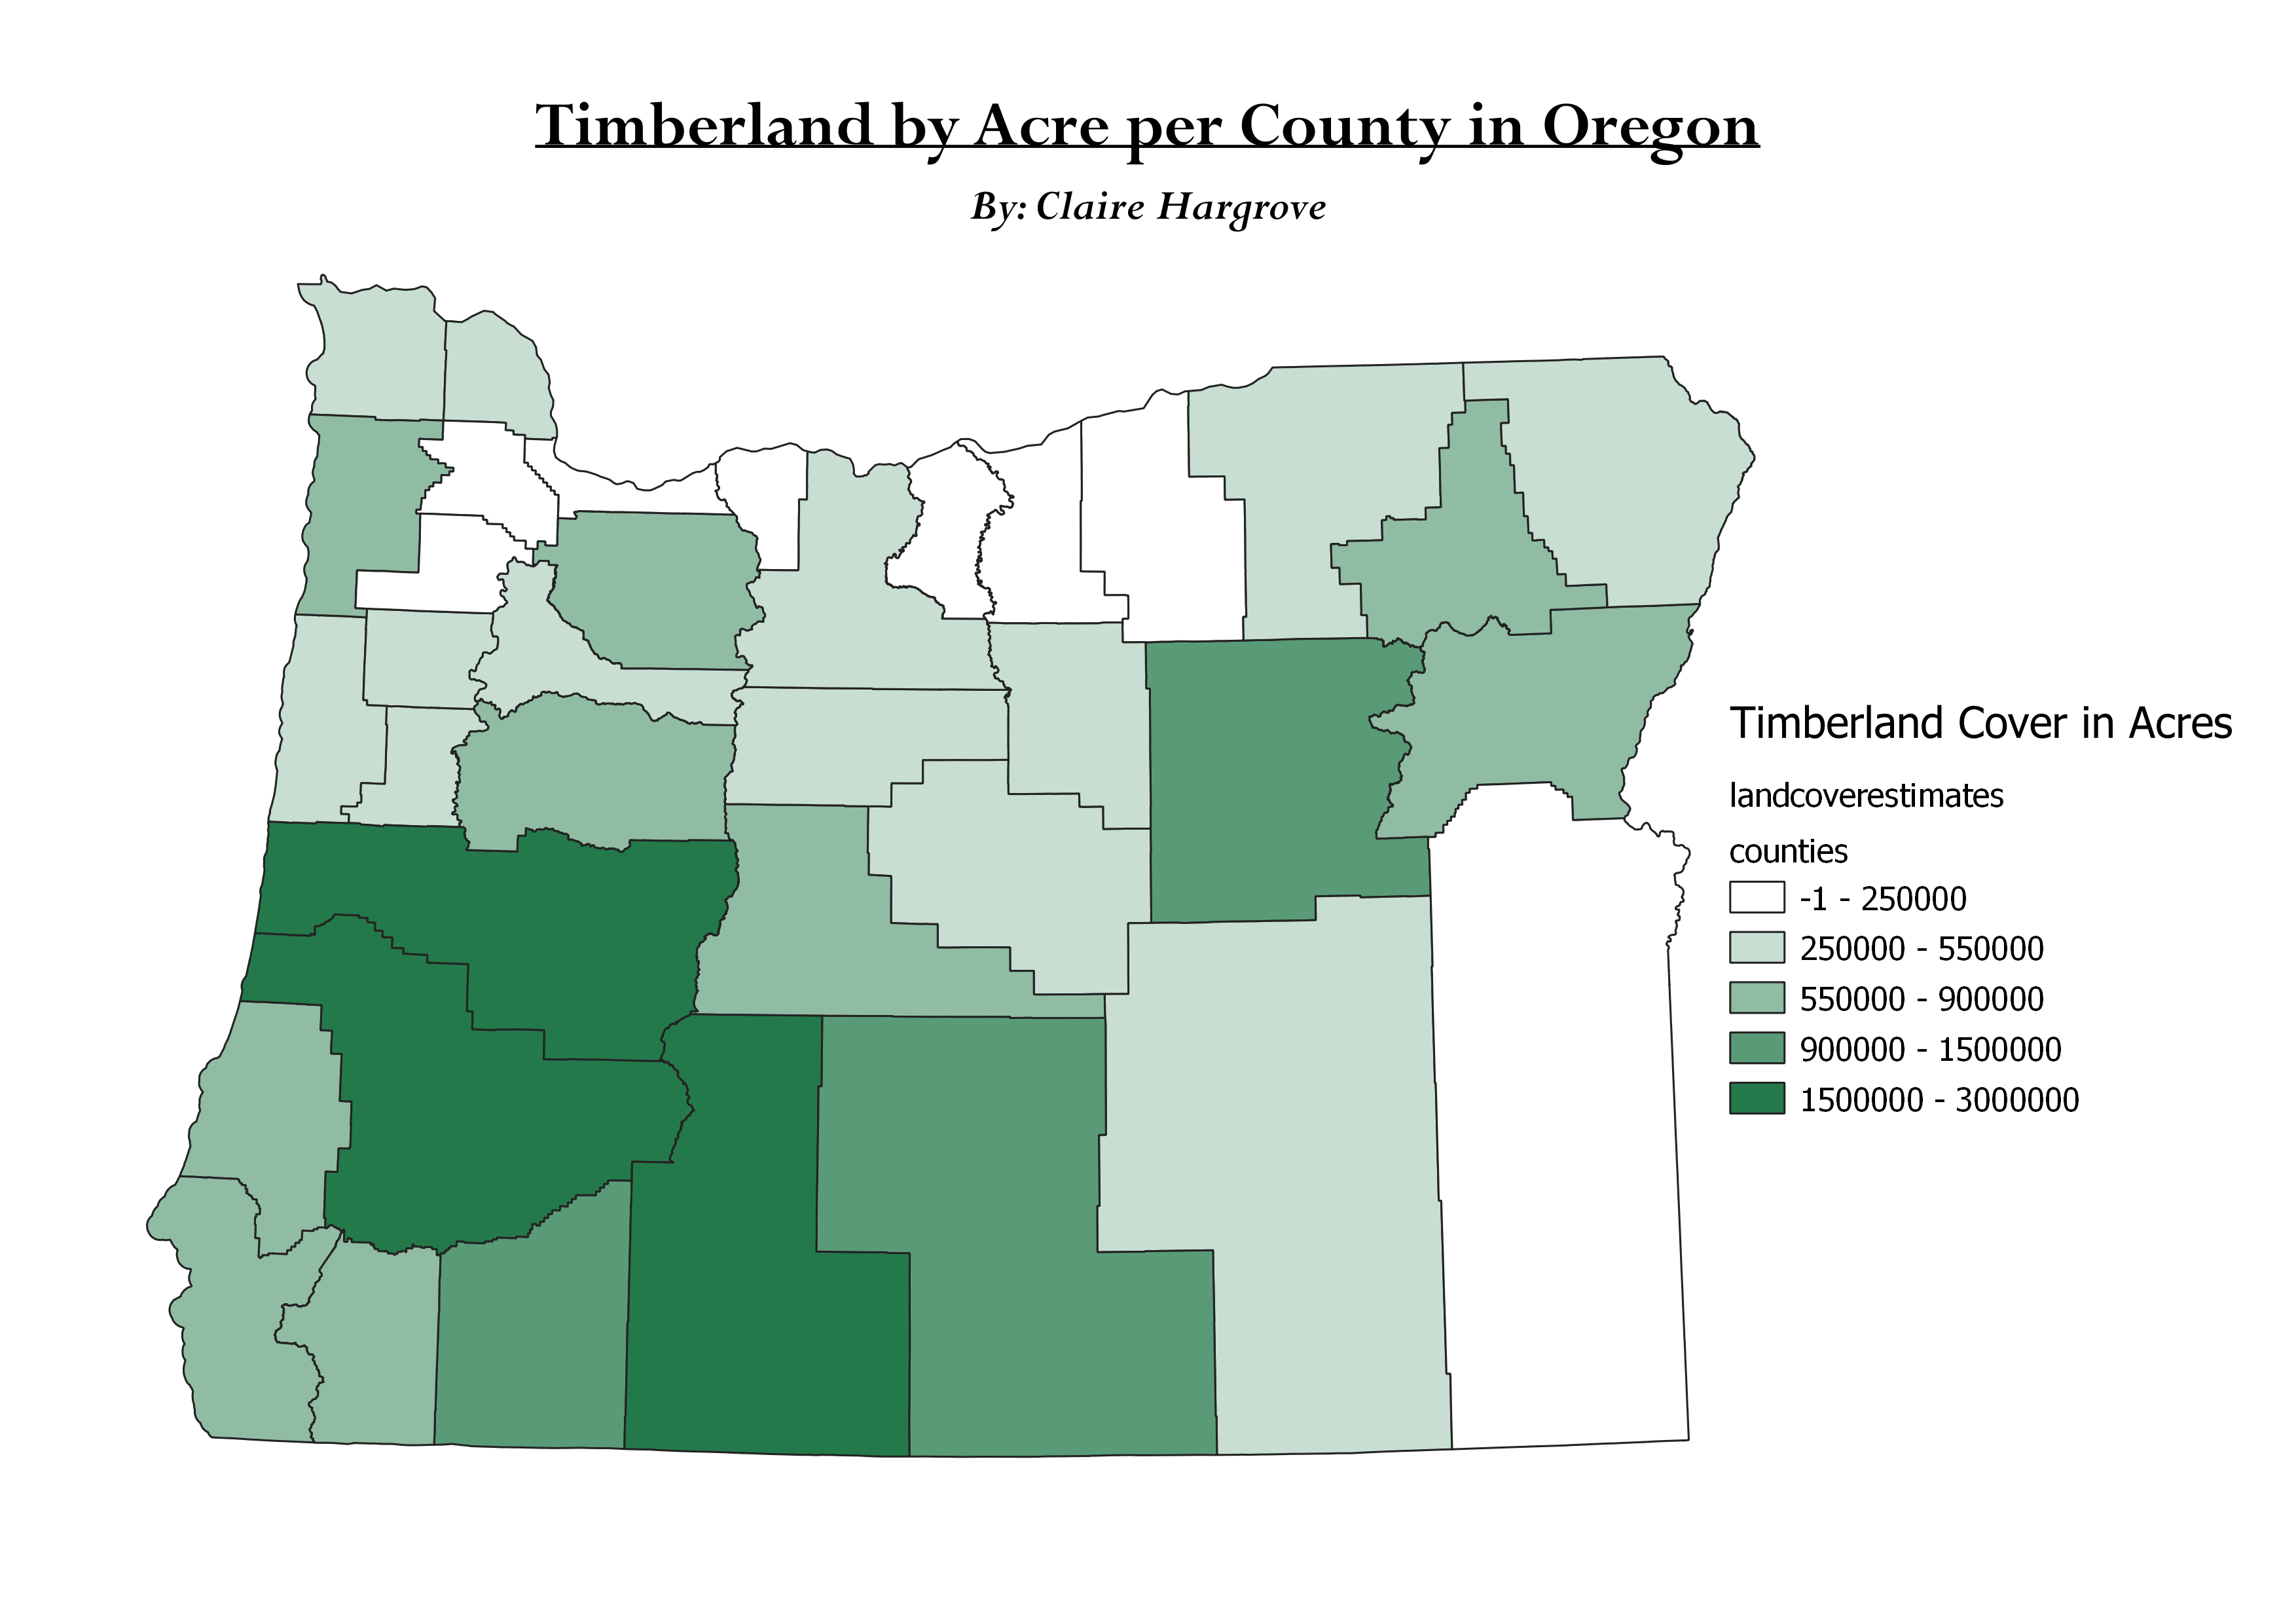 Timberland by Acre per County in Oregon
By: Claire Hargrove
Timberland Cover in Acres
landcoverestimates
counties
-1 - 250000
250000 - 550000
550000 - 900000
900000 - 1500000
1500000 - 3000000